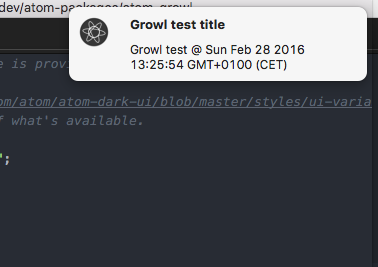 dev/atom-packages/atom-growl
Growl test title
Growl test @ Sun Feb 28 2016
13:25:54 GMT+0100 (CET)
e is provi
om/atom/atom-dark-ui/blob/master/styles/ui-varia
f what's available.
";